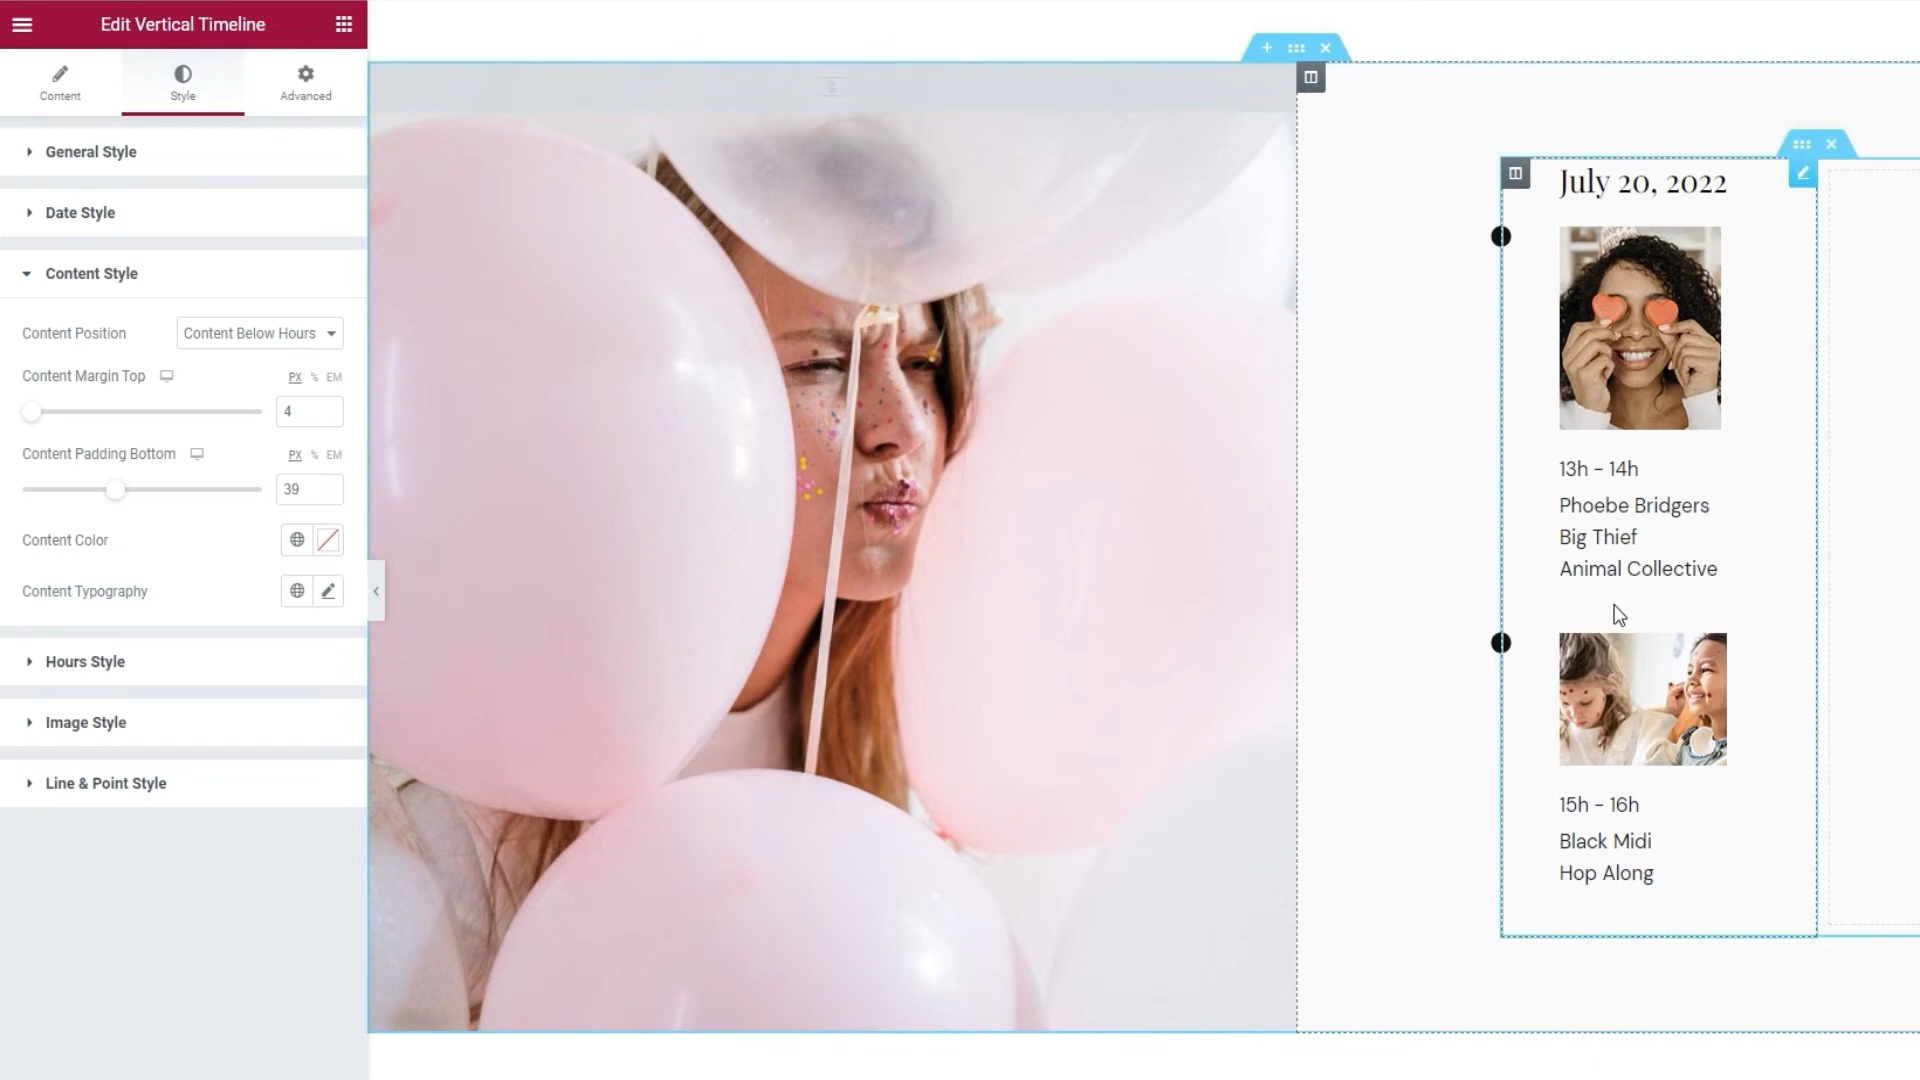 Edit Vertical Timeline
Content
Style
Advanced
General Style
Date Style
Content Style
Content Position
Content Below Hours
Content Margin Top
PX % EM
4
Content Padding Bottom
PX % EM
39
Content Color
Content Typography
Hours Style
Image Style
Line & Point Style
July 20, 2022
13h - 14h
Phoebe Bridgers
Big Thief
Animal Collective
15h - 16h
Black Midi
Hop Along